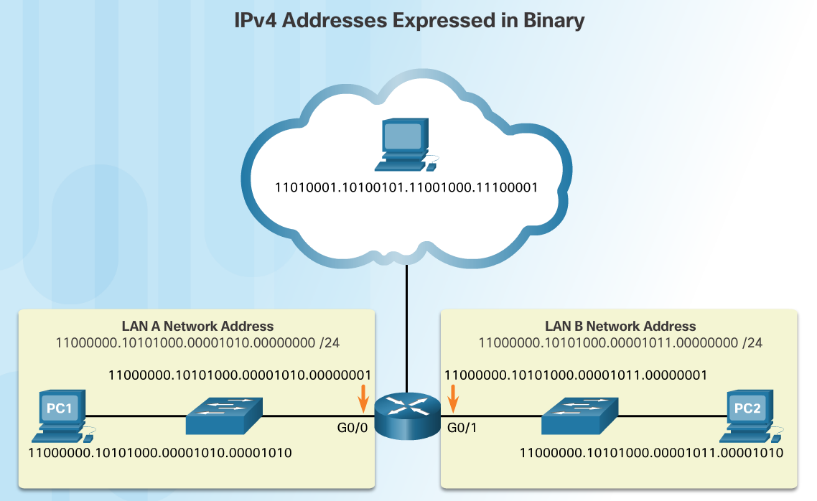 IPv4 Addresses Expressed in Binary
11010001.10100101.11001000.11100001
LAN A Network Address
11000000.10101000.00001010.00000000 /24
11000000.10101000.00001010.00000001
PC1
G0/0
11000000.10101000.00001010.00001010
LAN B Network Address
11000000.10101000.00001011.00000000 /24
11000000.10101000.00001011.00000001
G0/1
PC2
11000000.10101000.00001011.00001010